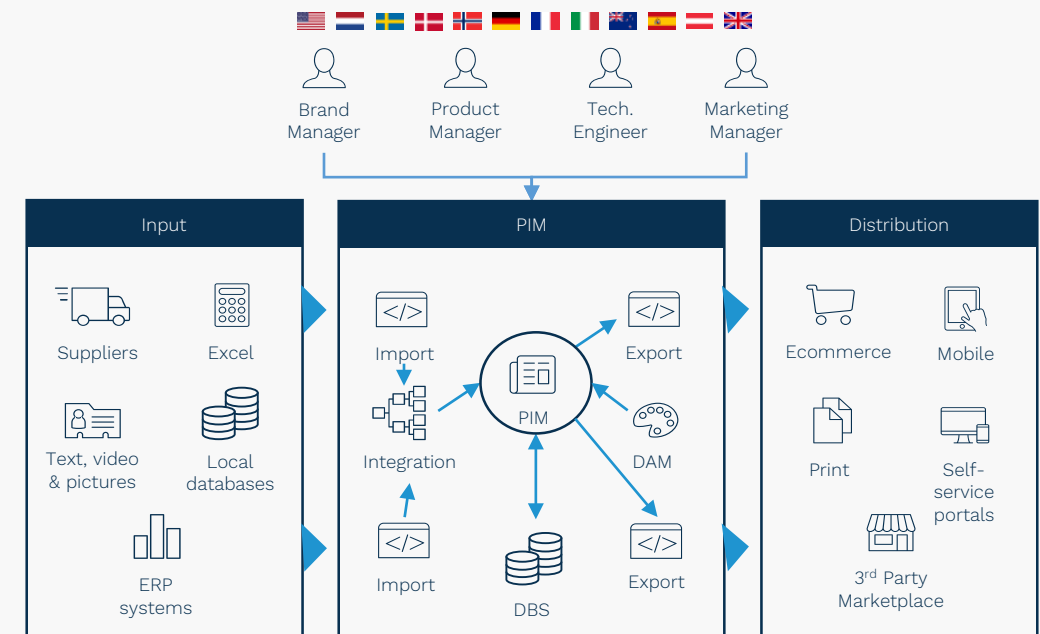 Brand
Manager
Product
Manager
Tech.
Engineer
Marketing
Manager
Input
PIM
Distribution
Suppliers
Excel
Text, video
& pictures
Local
databases
ERP
systems
</>
Import
Integration
</>
Import
PIM
DBS
</>
Export
DAM
</>
Export
Ecommerce
Mobile
Print
Self-
service
portals
3rd Party
Marketplace